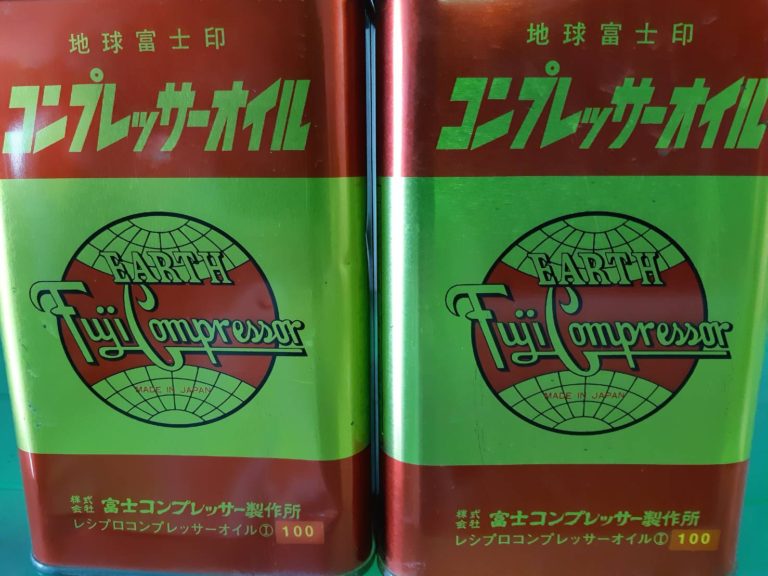 地球富士印
コンプレッサーオイル
EARTH
Fuji Compressor
MADE IN JAPAN
株式会社 富士コンプレッサー製作所
レシプロコンプレッサーオイルⓘ 100
地球富士印
コンプレッサーオイル
EARTH
Fuji Compressor
MADE IN JAPAN
株式会社 富士コンプレッサー製作所
レシプロコンプレッサーオイルⓘ 100